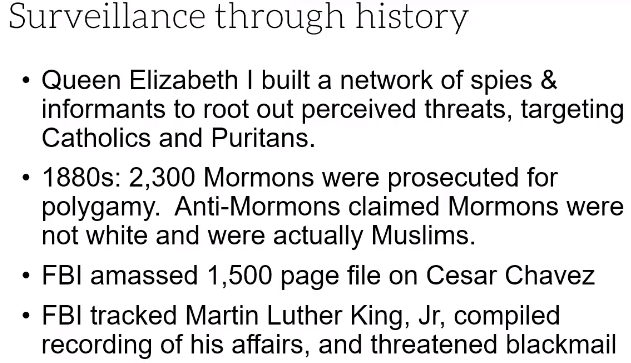 Surveillance through history
• Queen Elizabeth I built a network of spies &
informants to root out perceived threats, targeting
Catholics and Puritans.
• 1880s: 2,300 Mormons were prosecuted for
polygamy.  Anti-Mormons claimed Mormons were
not white and were actually Muslims.
• FBI amassed 1,500 page file on Cesar Chavez
• FBI tracked Martin Luther King, Jr, compiled
recording of his affairs, and threatened blackmail